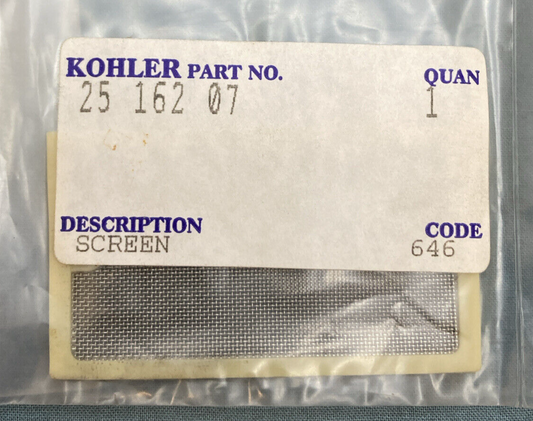 KOHLER PART NO. QUAN
25 162 07 1
DESCRIPTION CODE
SCREEN 646